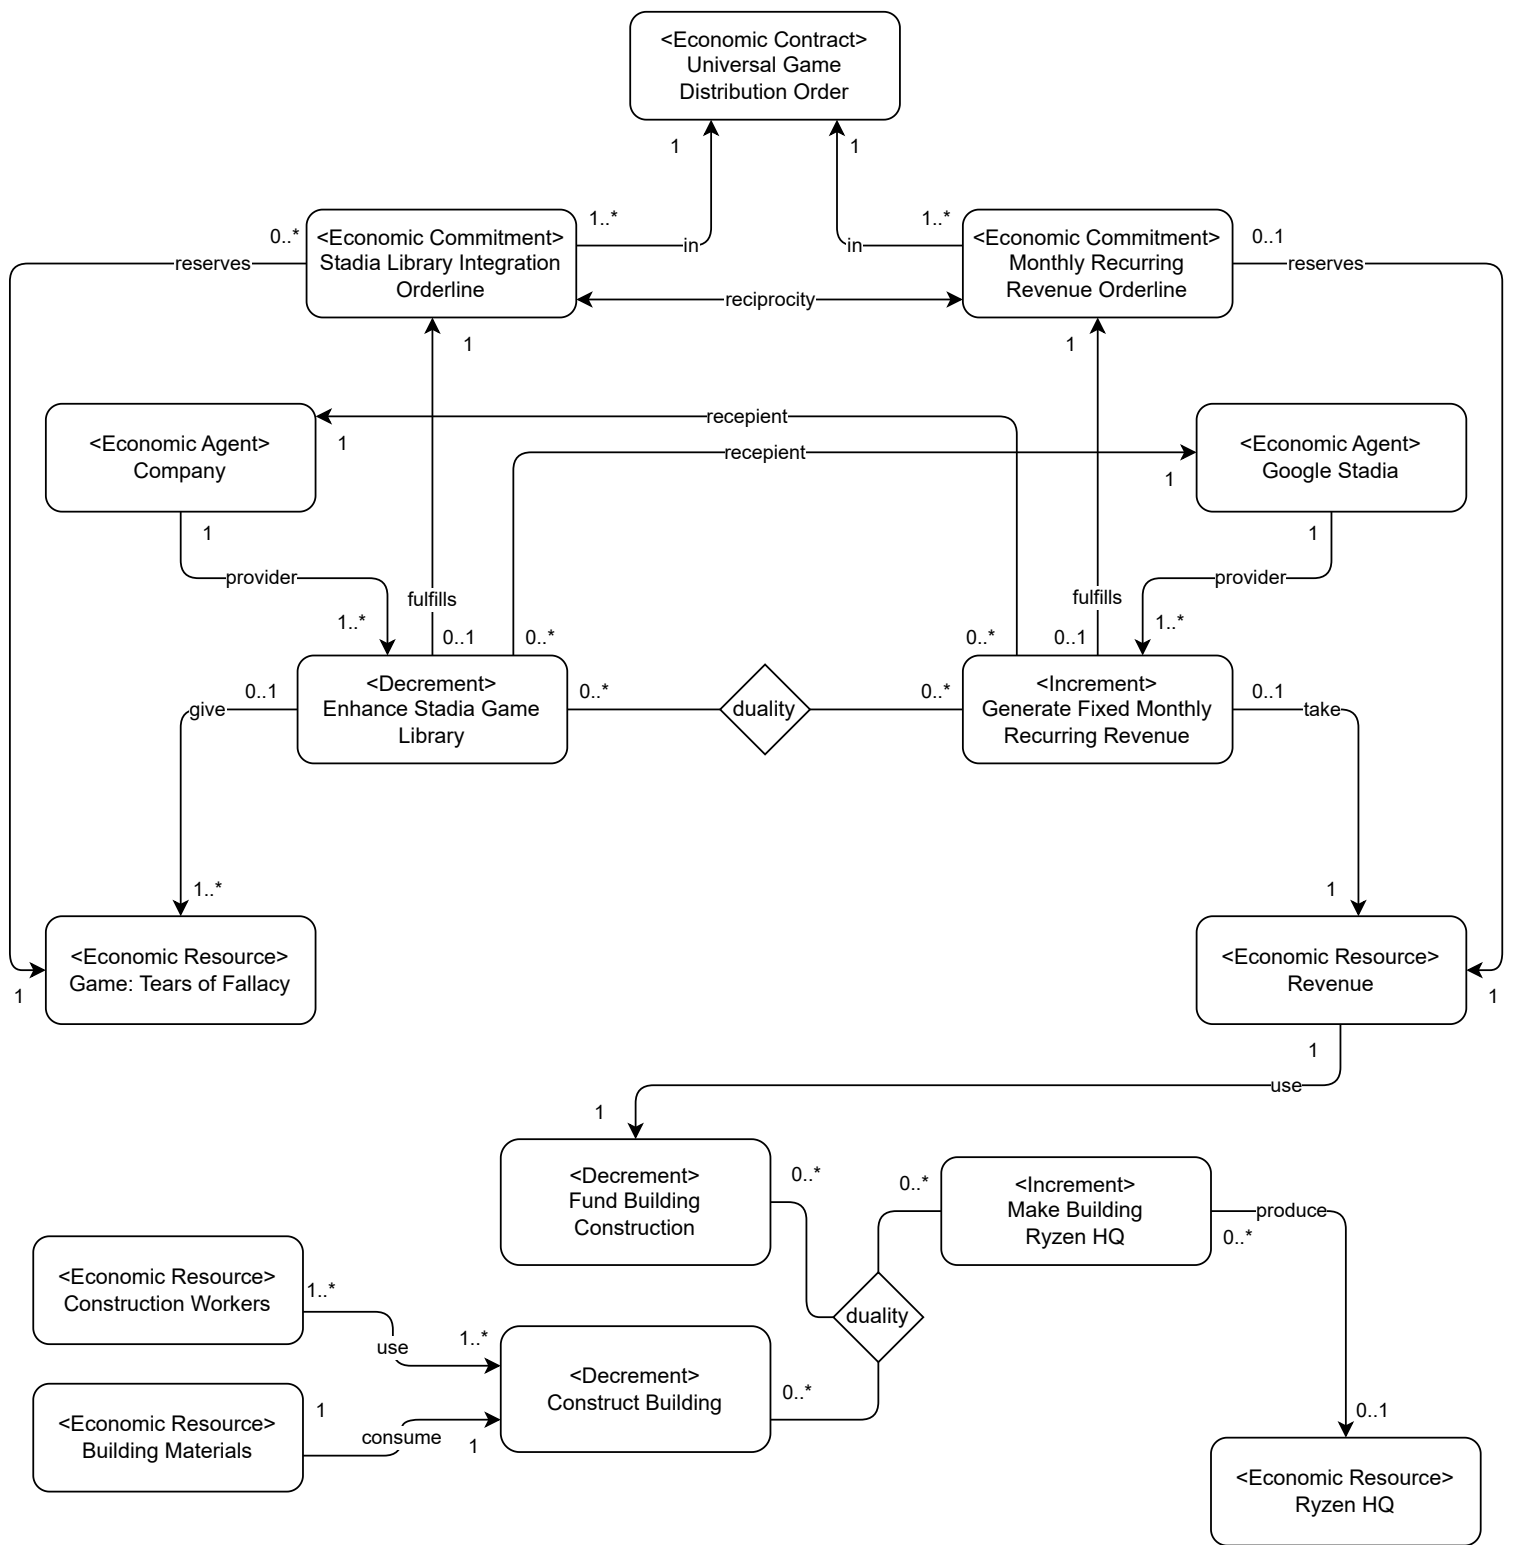 <Economic Contract>
Universal Game
Distribution Order
1
1
1..*
1..*
in
in
0..*
<Economic Commitment>
Stadia Library Integration
Orderline
<Economic Commitment>
Monthly Recurring
Revenue Orderline
0..1
reserves
reserves
reciprocity
1
1
recepient
1
<Economic Agent>
Company
recepient
1
<Economic Agent>
Google Stadia
1
1
provider
provider
fulfills
fulfills
1..*
0..1
0..*
0..*
0..1
1..*
<Decrement>
Enhance Stadia Game
Library
0..1
give
0..*
duality
0..*
<Increment>
Generate Fixed Monthly
Recurring Revenue
0..1
take
1..*
1
<Economic Resource>
Game: Tears of Fallacy
1
<Economic Resource>
Revenue
1
1
use
1
<Decrement>
Fund Building
Construction
0..*
0..*
<Increment>
Make Building
Ryzen HQ
produce
0..*
<Economic Resource>
Construction Workers
1..*
use
1..*
duality
<Decrement>
Construct Building
0..*
<Economic Resource>
Building Materials
1
consume
1
0..1
<Economic Resource>
Ryzen HQ